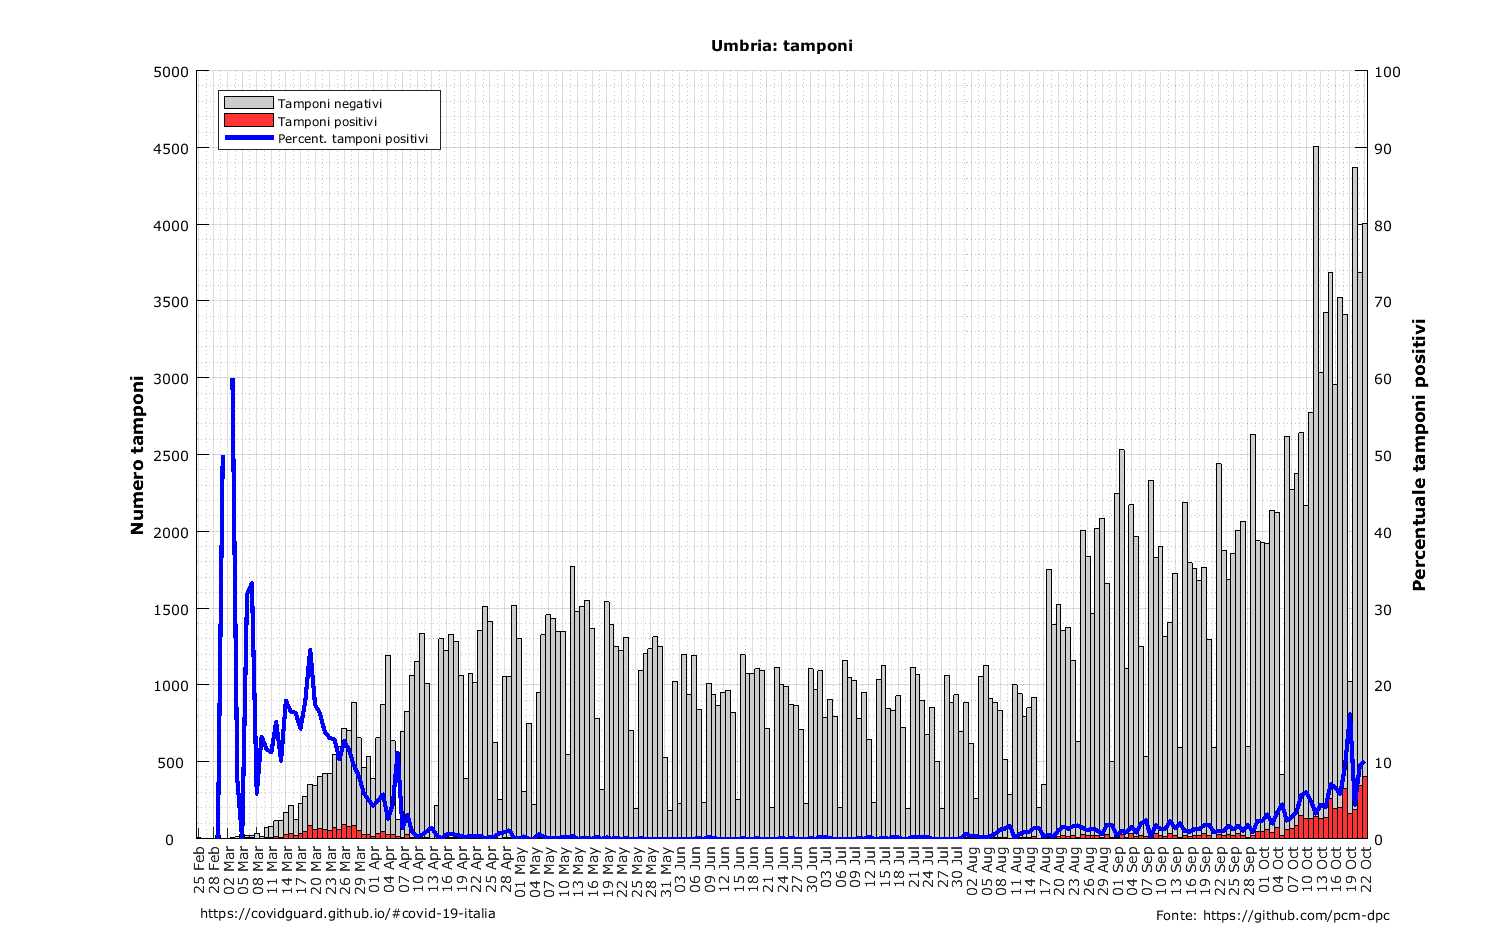 Umbria: tamponi
Tamponi negativi
Tamponi positivi
Percent. tamponi positivi
Numero tamponi
5000
4500
4000
3500
3000
2500
2000
1500
1000
500
0
Percentuale tamponi positivi
100
90
80
70
60
50
40
30
20
10
0
25 Feb
28 Feb
02 Mar
05 Mar
08 Mar
11 Mar
14 Mar
17 Mar
20 Mar
23 Mar
26 Mar
29 Mar
01 Apr
04 Apr
07 Apr
10 Apr
13 Apr
16 Apr
19 Apr
22 Apr
25 Apr
28 Apr
01 May
04 May
07 May
10 May
13 May
16 May
19 May
22 May
25 May
28 May
31 May
03 Jun
06 Jun
09 Jun
12 Jun
15 Jun
18 Jun
21 Jun
24 Jun
27 Jun
30 Jun
03 Jul
06 Jul
09 Jul
12 Jul
15 Jul
18 Jul
21 Jul
24 Jul
27 Jul
30 Jul
02 Aug
05 Aug
08 Aug
11 Aug
14 Aug
17 Aug
20 Aug
23 Aug
26 Aug
29 Aug
01 Sep
04 Sep
07 Sep
10 Sep
13 Sep
16 Sep
19 Sep
22 Sep
25 Sep
28 Sep
01 Oct
04 Oct
07 Oct
10 Oct
13 Oct
16 Oct
19 Oct
22 Oct
https://covidguard.github.io/#covid-19-italia
Fonte: https://github.com/pcm-dpc